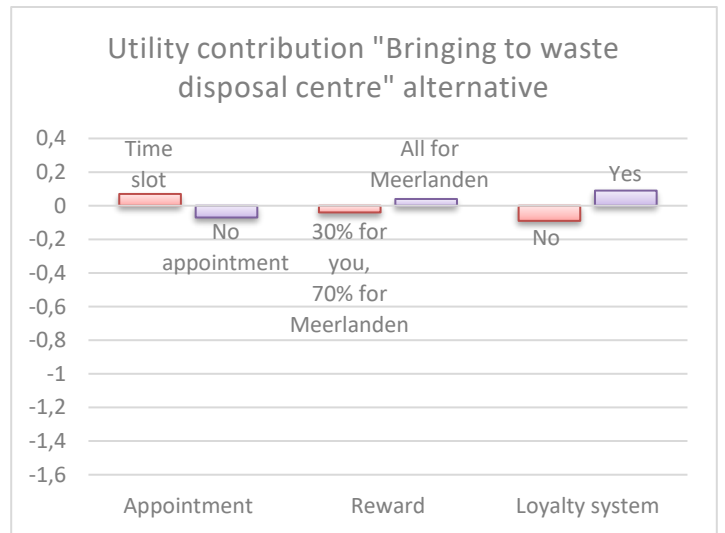 Utility contribution "Bringing to waste
disposal centre" alternative
0,4
0,2
0
-0,2
-0,4
-0,6
-0,8
-1
-1,2
-1,4
-1,6
Time
slot
No
appointment
30% for
you,
70% for
Meerlanden
All for
Meerlanden
No
Yes
Appointment
Reward
Loyalty system